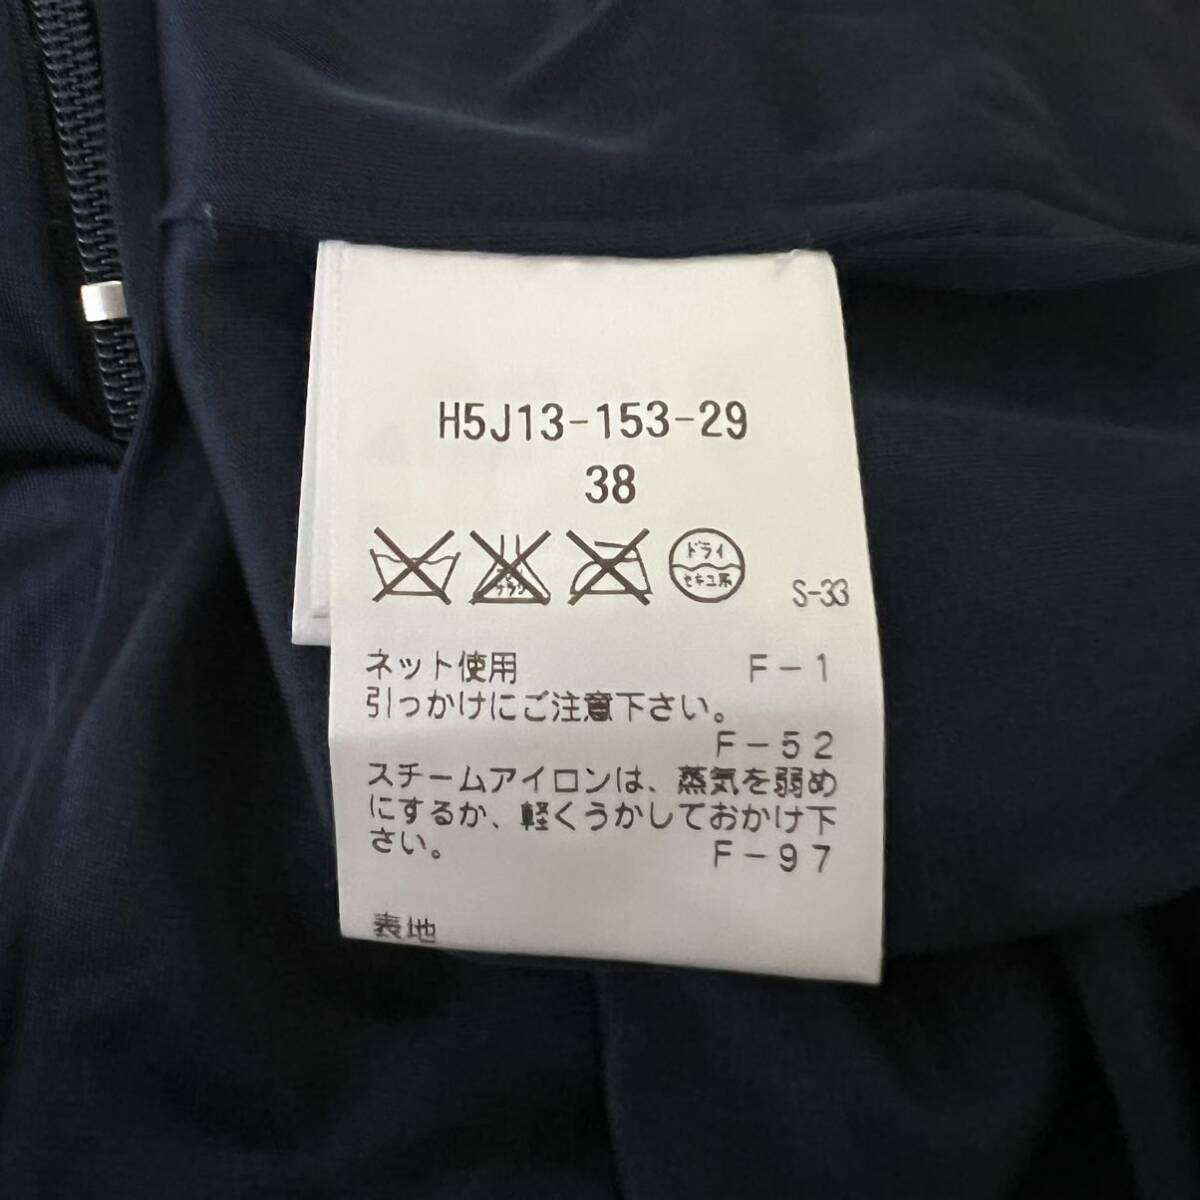 H5J13-153-29
38
ドライ
セキユ系
S-33
ネット使用 F-1
引っかけにご注意下さい。
F-52
スチームアイロンは、蒸気を弱め
にするか、軽くうかしておかけ下
さい。 F-97
表地